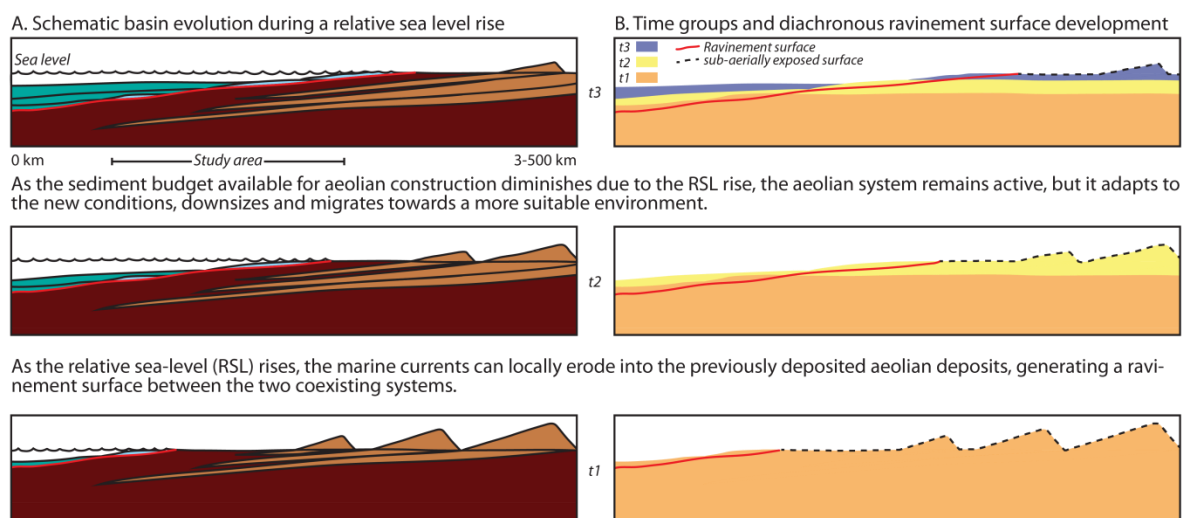 A. Schematic basin evolution during a relative sea level rise
B. Time groups and diachronous ravinement surface development
Sea level
t3
t2
t1
Ravinement surface
sub-aerially exposed surface
t3
0 km
Study area
3-500 km
As the sediment budget available for aeolian construction diminishes due to the RSL rise, the aeolian system remains active, but it adapts to
the new conditions, downsizes and migrates towards a more suitable environment.
t2
As the relative sea-level (RSL) rises, the marine currents can locally erode into the previously deposited aeolian deposits, generating a ravi-
nement surface between the two coexisting systems.
t1